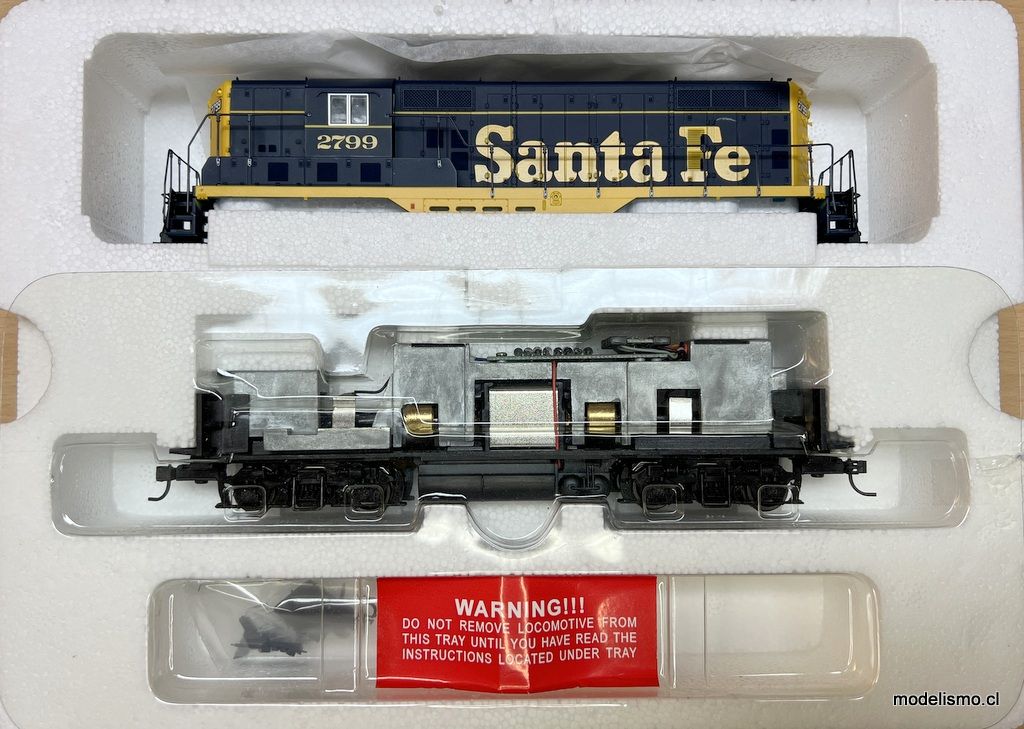 2799
Santa Fe
WARNING!!!
DO NOT REMOVE LOCOMOTIVE FROM
THIS TRAY UNTIL YOU HAVE READ THE
INSTRUCTIONS LOCATED UNDER TRAY
modelismo.cl